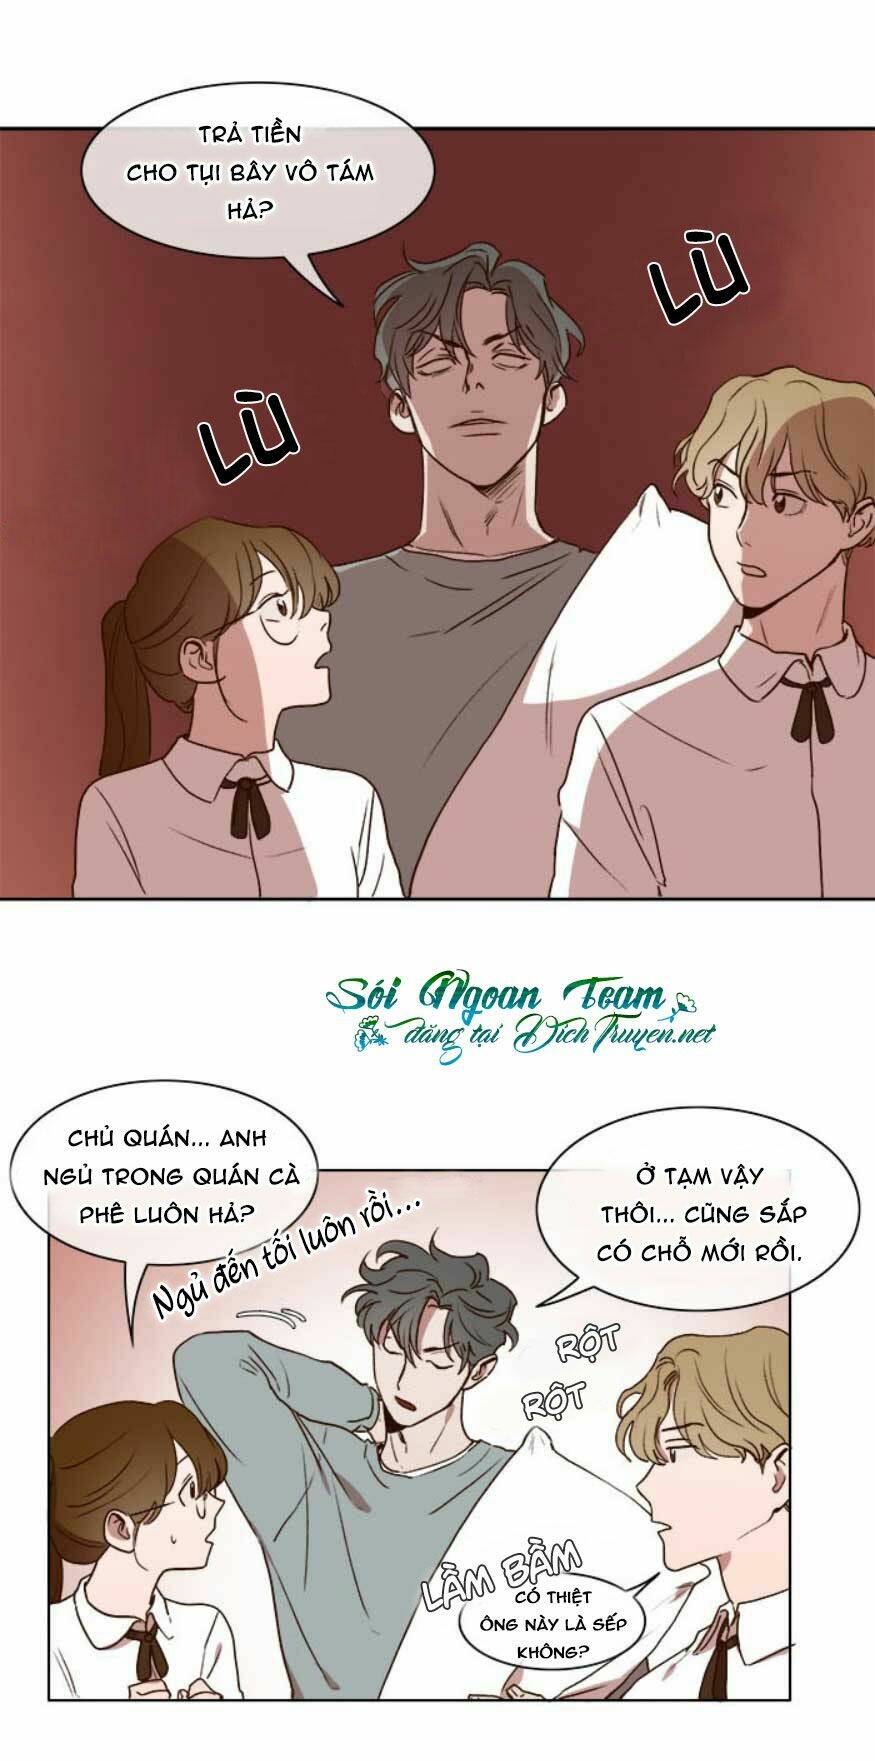 TRẢ TIỀN
CHO TỤI BÂY VÔ TÁM
HẢ?
LÙ
LÙ
Sói Ngoan Team
đăng tại DichTruyen.net
CHỦ QUÁN... ANH
NGỦ TRONG QUÁN CÀ
PHÊ LUÔN HẢ?
Ngủ đến tối luôn rồi...
Ở TẠM VẬY
THÔI... CŨNG SẮP
CÓ CHỖ MỚI RỒI.
RỘT
RỘT
LẦM BẦM
CÓ THIỆT
ÔNG NÀY LÀ SẾP
KHÔNG?